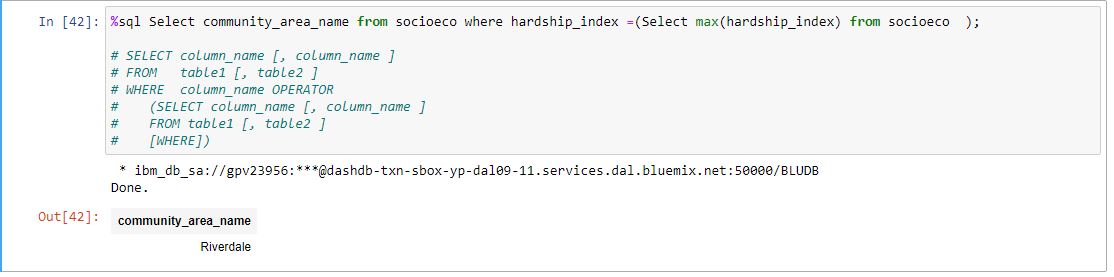 In [42]: %sql Select community_area_name from socioeco where hardship_index =(Select max(hardship_index) from socioeco  );
# SELECT column_name [, column_name ]
# FROM   table1 [, table2 ]
# WHERE  column_name OPERATOR
#    (SELECT column_name [, column_name ]
#    FROM table1 [, table2 ]
#    [WHERE])
* ibm_db_sa://gpv23956:***@dashdb-txn-sbox-yp-dal09-11.services.dal.bluemix.net:50000/BLUDB
Done.
Out[42]: community_area_name
Riverdale